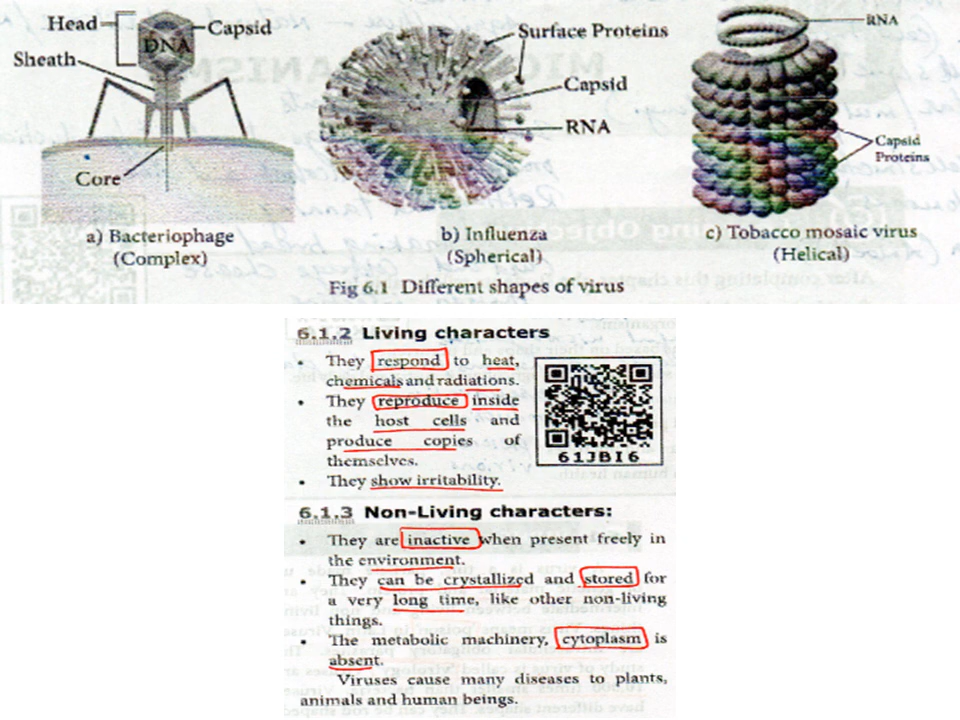 Head
Capsid
DNA
Sheath
Core
a) Bacteriophage
(Complex)
Surface Proteins
Capsid
RNA
b) Influenza
(Spherical)
RNA
Capsid
Proteins
c) Tobacco mosaic virus
(Helical)
Fig 6.1 Different shapes of virus
6.1.2 Living characters
• They respond to heat,
chemicals and radiations.
• They reproduce inside
the host cells and
produce copies of
themselves.
• They show irritability.
61JBI6
6.1.3 Non-Living characters:
• They are inactive when present freely in
the environment.
• They can be crystallized and stored for
a very long time, like other non-living
things.
• The metabolic machinery, cytoplasm is
absent.
Viruses cause many diseases to plants,
animals and human beings.